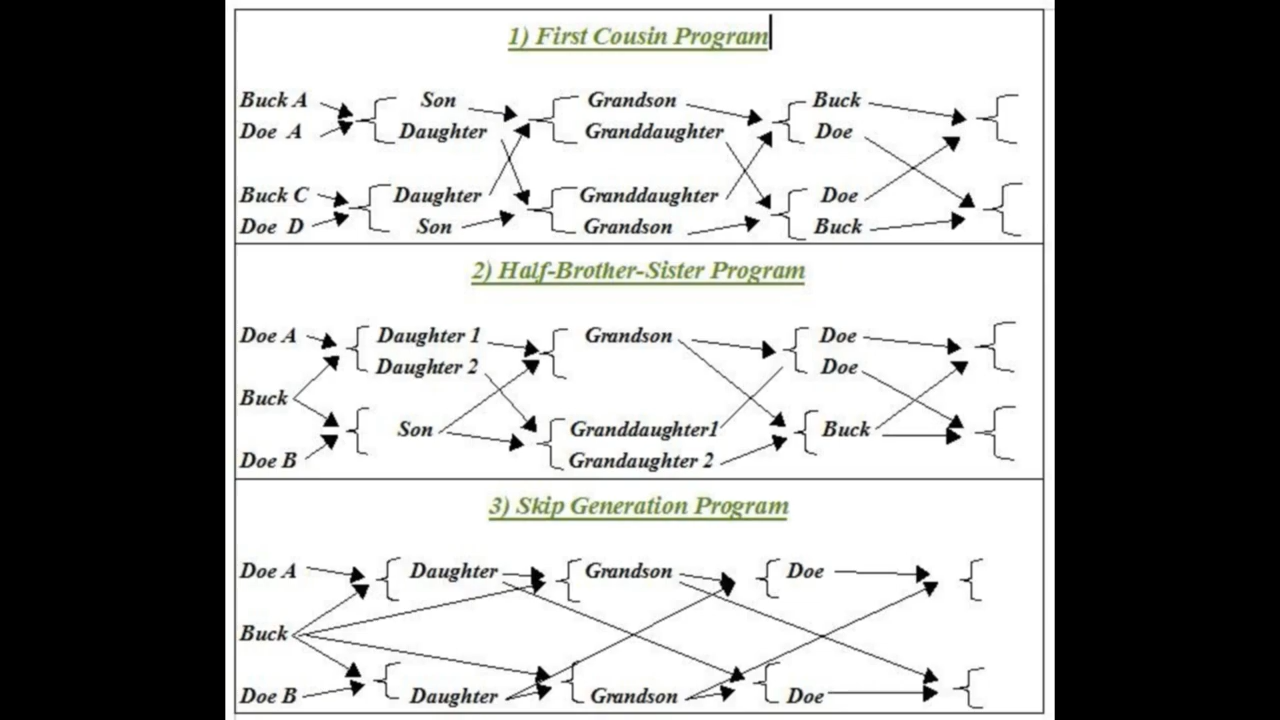 1) First Cousin Program
Buck A Son Grandson Buck
Doe A Daughter Granddaughter Doe
Buck C Daughter Granddaughter Doe
Doe D Son Grandson Buck
2) Half-Brother-Sister Program
Doe A Daughter 1 Grandson Doe
Daughter 2 Doe
Buck
Son Granddaughter1 Buck
Doe B Grandaughter 2
3) Skip Generation Program
Doe A Daughter Grandson Doe
Buck
Doe B Daughter Grandson Doe